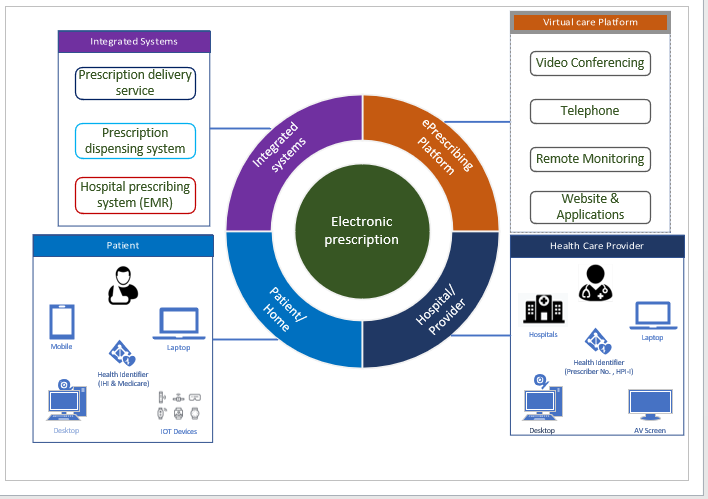 Integrated Systems
Prescription delivery
service
Prescription
dispensing system
Hospital prescribing
system (EMR)
Virtual care Platform
Video Conferencing
Telephone
Remote Monitoring
Website &
Applications
Integrated
systems
ePrescribing
Platform
Electronic
prescription
Patient/
Home
Hospital/
Provider
Patient
Mobile
Laptop
Health Identifier
(IHI & Medicare)
Desktop
IOT Devices
Health Care Provider
Hospitals
Laptop
Health Identifier
(Prescriber No. , HPI-I)
Desktop
AV Screen